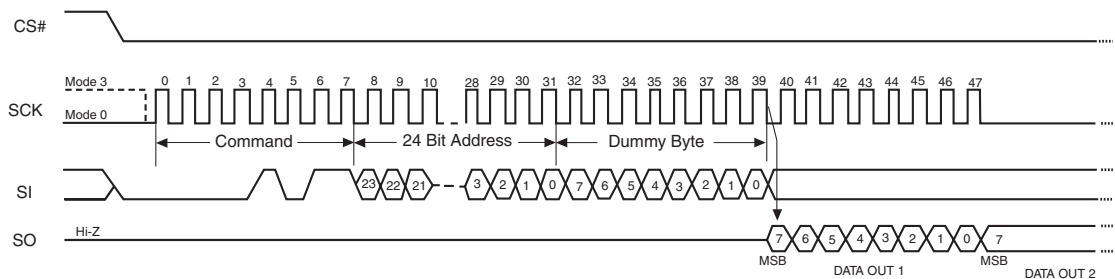 CS#
Mode 3
0 1 2 3 4 5 6 7 8 9 10 28 29 30 31 32 33 34 35 36 37 38 39 40 41 42 43 44 45 46 47
SCK
Mode 0
Command 24 Bit Address Dummy Byte
SI
23 22 21 3 2 1 0 7 6 5 4 3 2 1 0
Hi-Z
SO
7 6 5 4 3 2 1 0 7
MSB DATA OUT 1 MSB DATA OUT 2